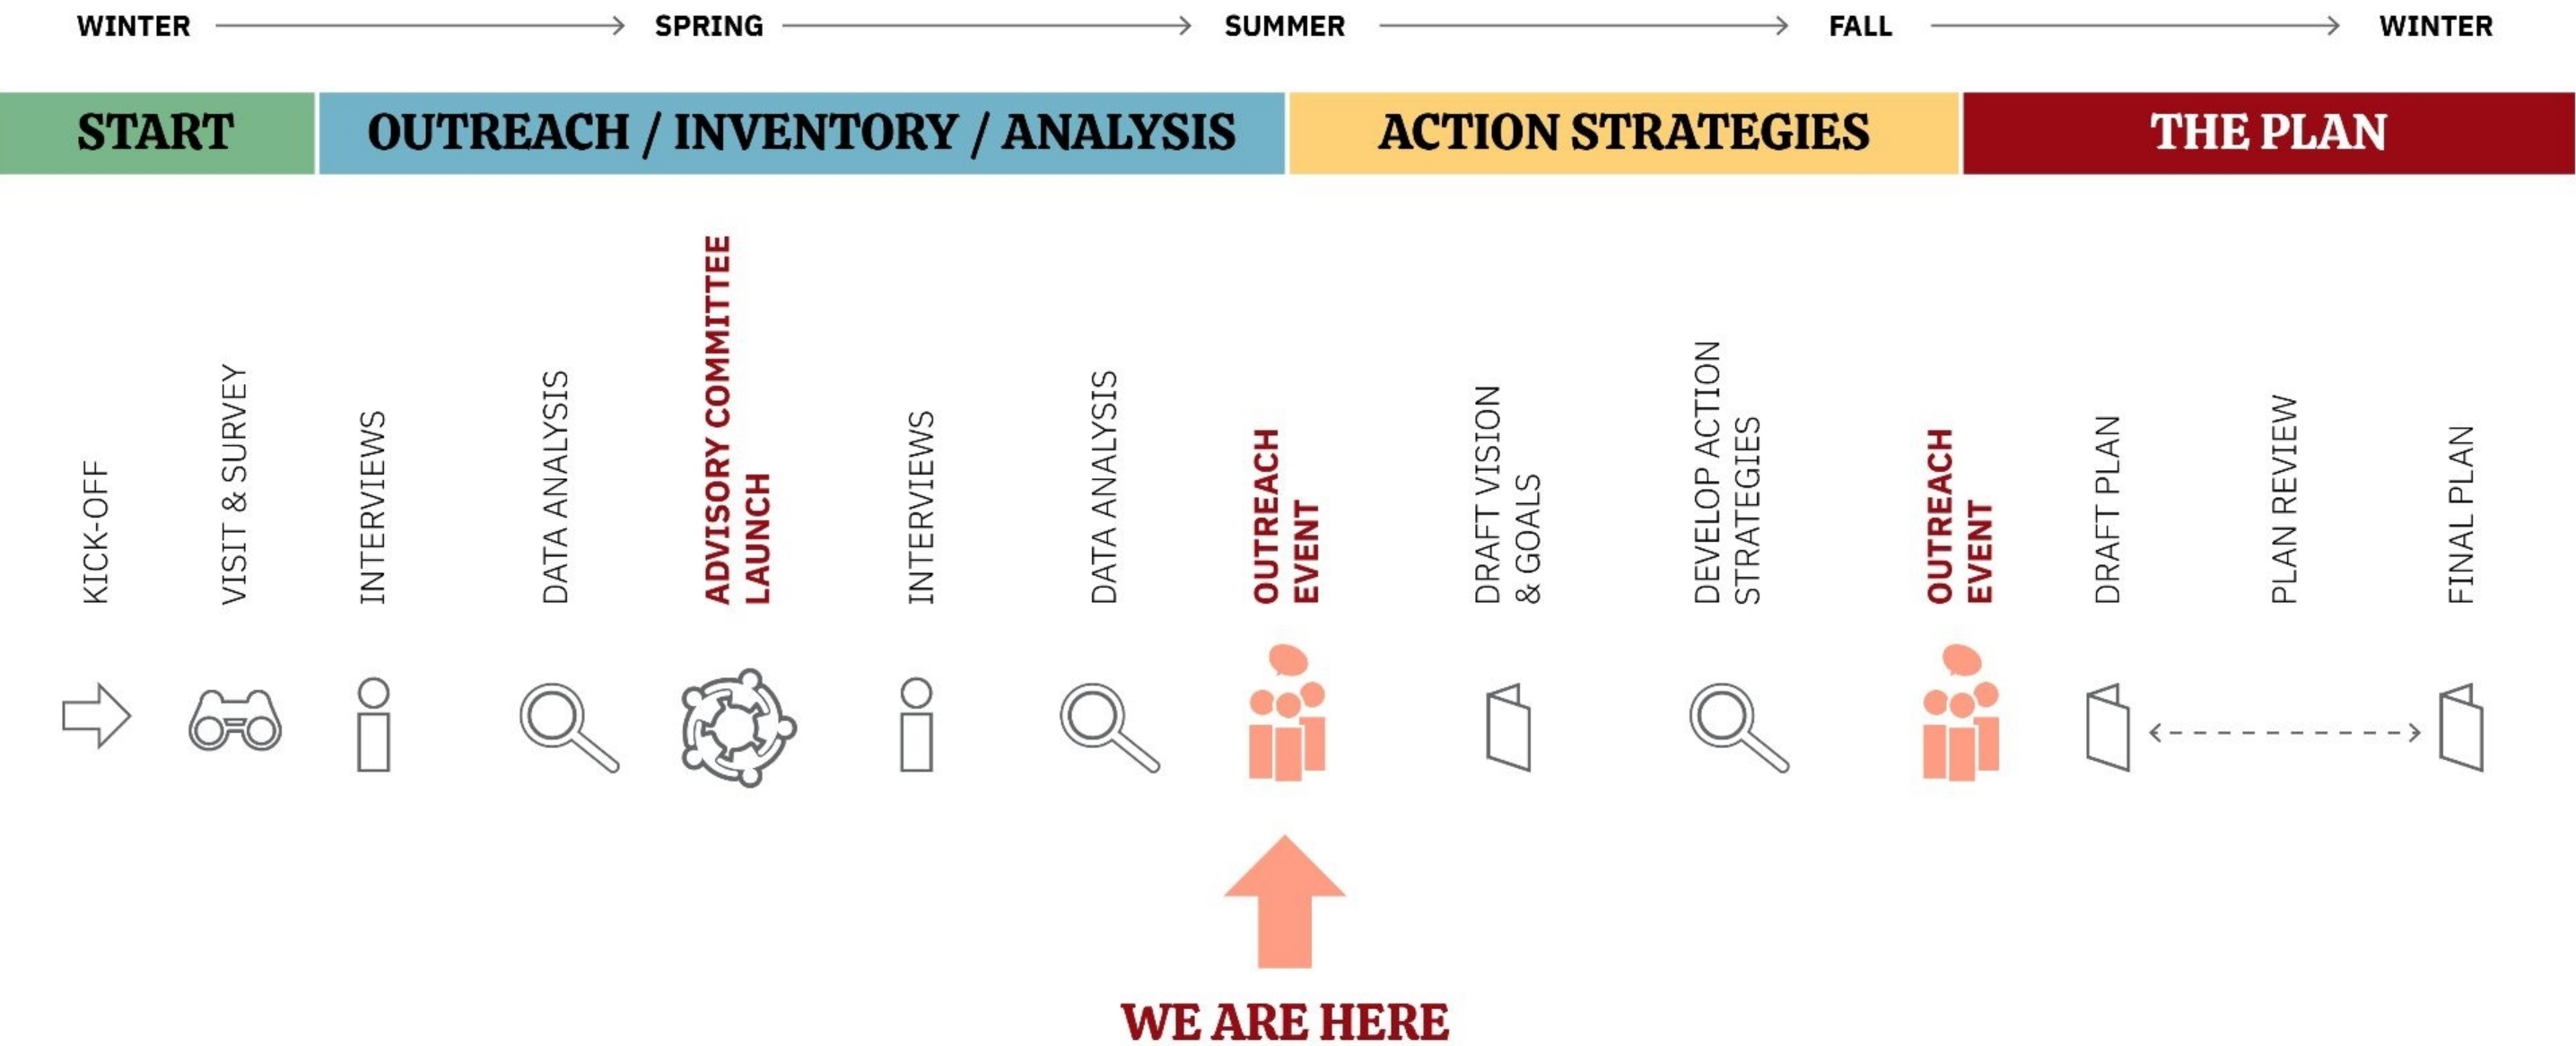 WINTER
SPRING
SUMMER
FALL
WINTER
START
OUTREACH / INVENTORY / ANALYSIS
ACTION STRATEGIES
THE PLAN
KICK-OFF
VISIT & SURVEY
INTERVIEWS
DATA ANALYSIS
ADVISORY COMMITTEE
LAUNCH
INTERVIEWS
DATA ANALYSIS
OUTREACH
EVENT
DRAFT VISION
& GOALS
DEVELOP ACTION
STRATEGIES
OUTREACH
EVENT
DRAFT PLAN
PLAN REVIEW
FINAL PLAN
WE ARE HERE